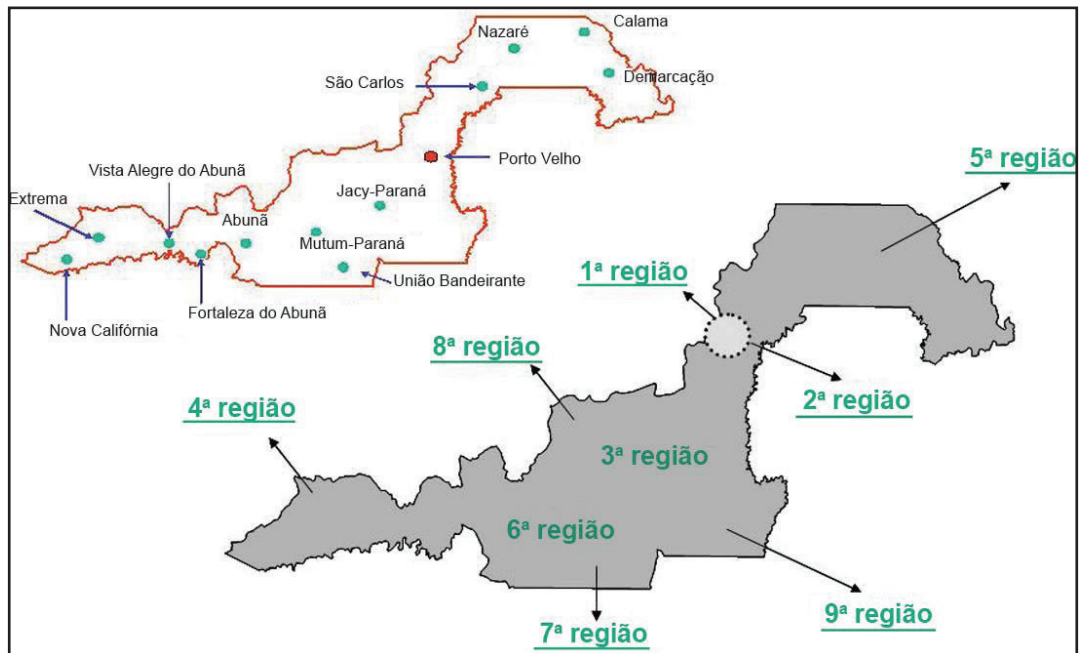 Calama
Nazaré
Demarcação
São Carlos
Porto Velho
Vista Alegre do Abunã
Extrema
Jacy-Paraná
Abunã
Mutum-Paraná
União Bandeirante
Fortaleza do Abunã
Nova Califórnia
5ª região
1ª região
8ª região
2ª região
4ª região
3ª região
6ª região
9ª região
7ª região